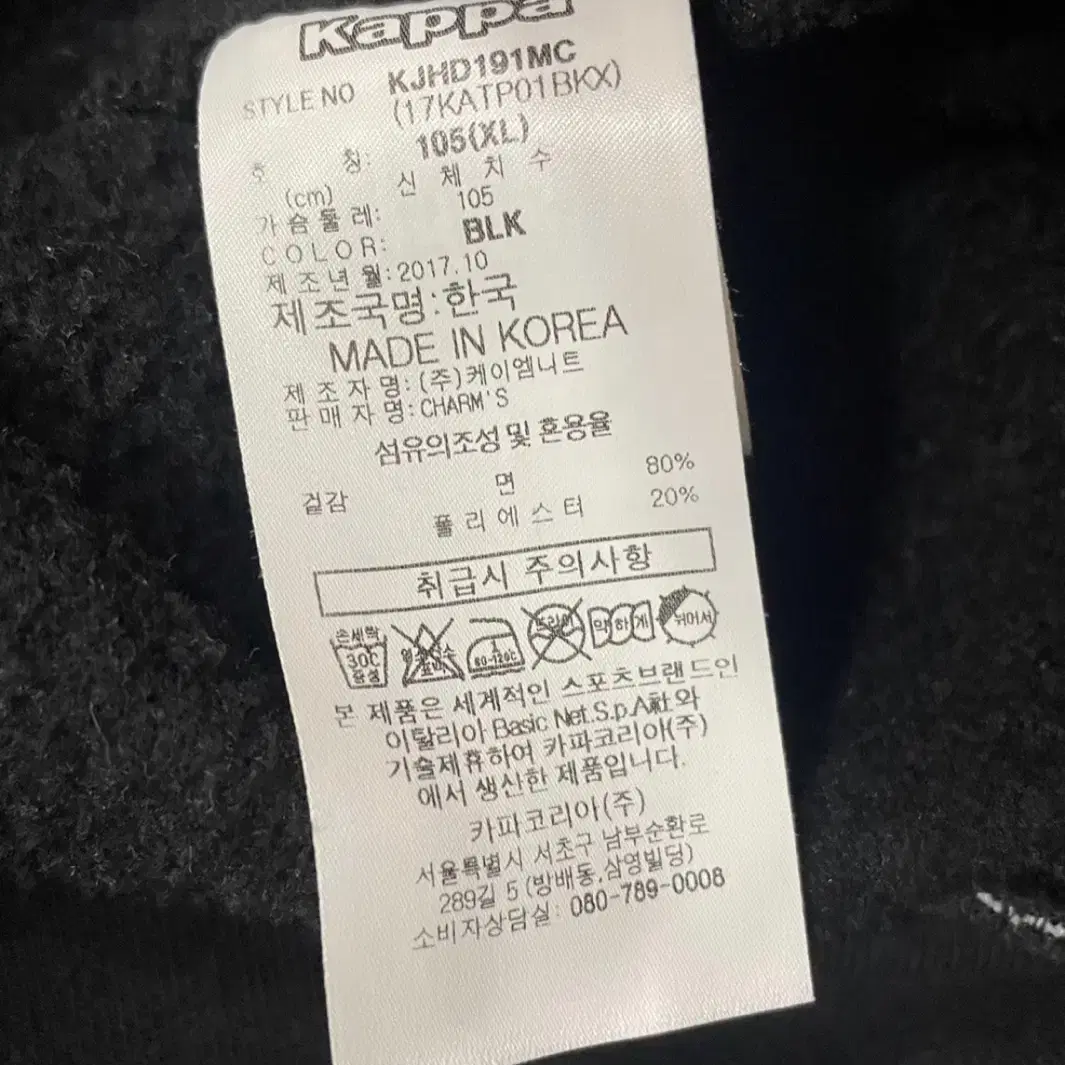 Kappa
STYLE NO KJHD191MC
(17KATP01BKX)
호 칭: 105(XL)
(cm) 신 체 치 수
가슴둘레: 105
COLOR: BLK
제조년월:2017.10
제조국명:한국
MADE IN KOREA
제조자명:(주)케이엠니트
판매자명:CHARM'S
섬유의조성 및 혼용율
겉감 면 80%
폴리에스터 20%
취급시 주의사항
손세탁
30C
중성
80-120C
드라이
약하게
뉘어서
본 제품은 세계적인 스포츠브랜드인
이탈리아 Basic Net.S.p.A社와
기술제휴하여 카파코리아(주)
에서 생산한 제품입니다.
카파코리아(주)
서울특별시 서초구 남부순환로
289길 5 (방배동,삼영빌딩)
소비자상담실: 080-789-0008